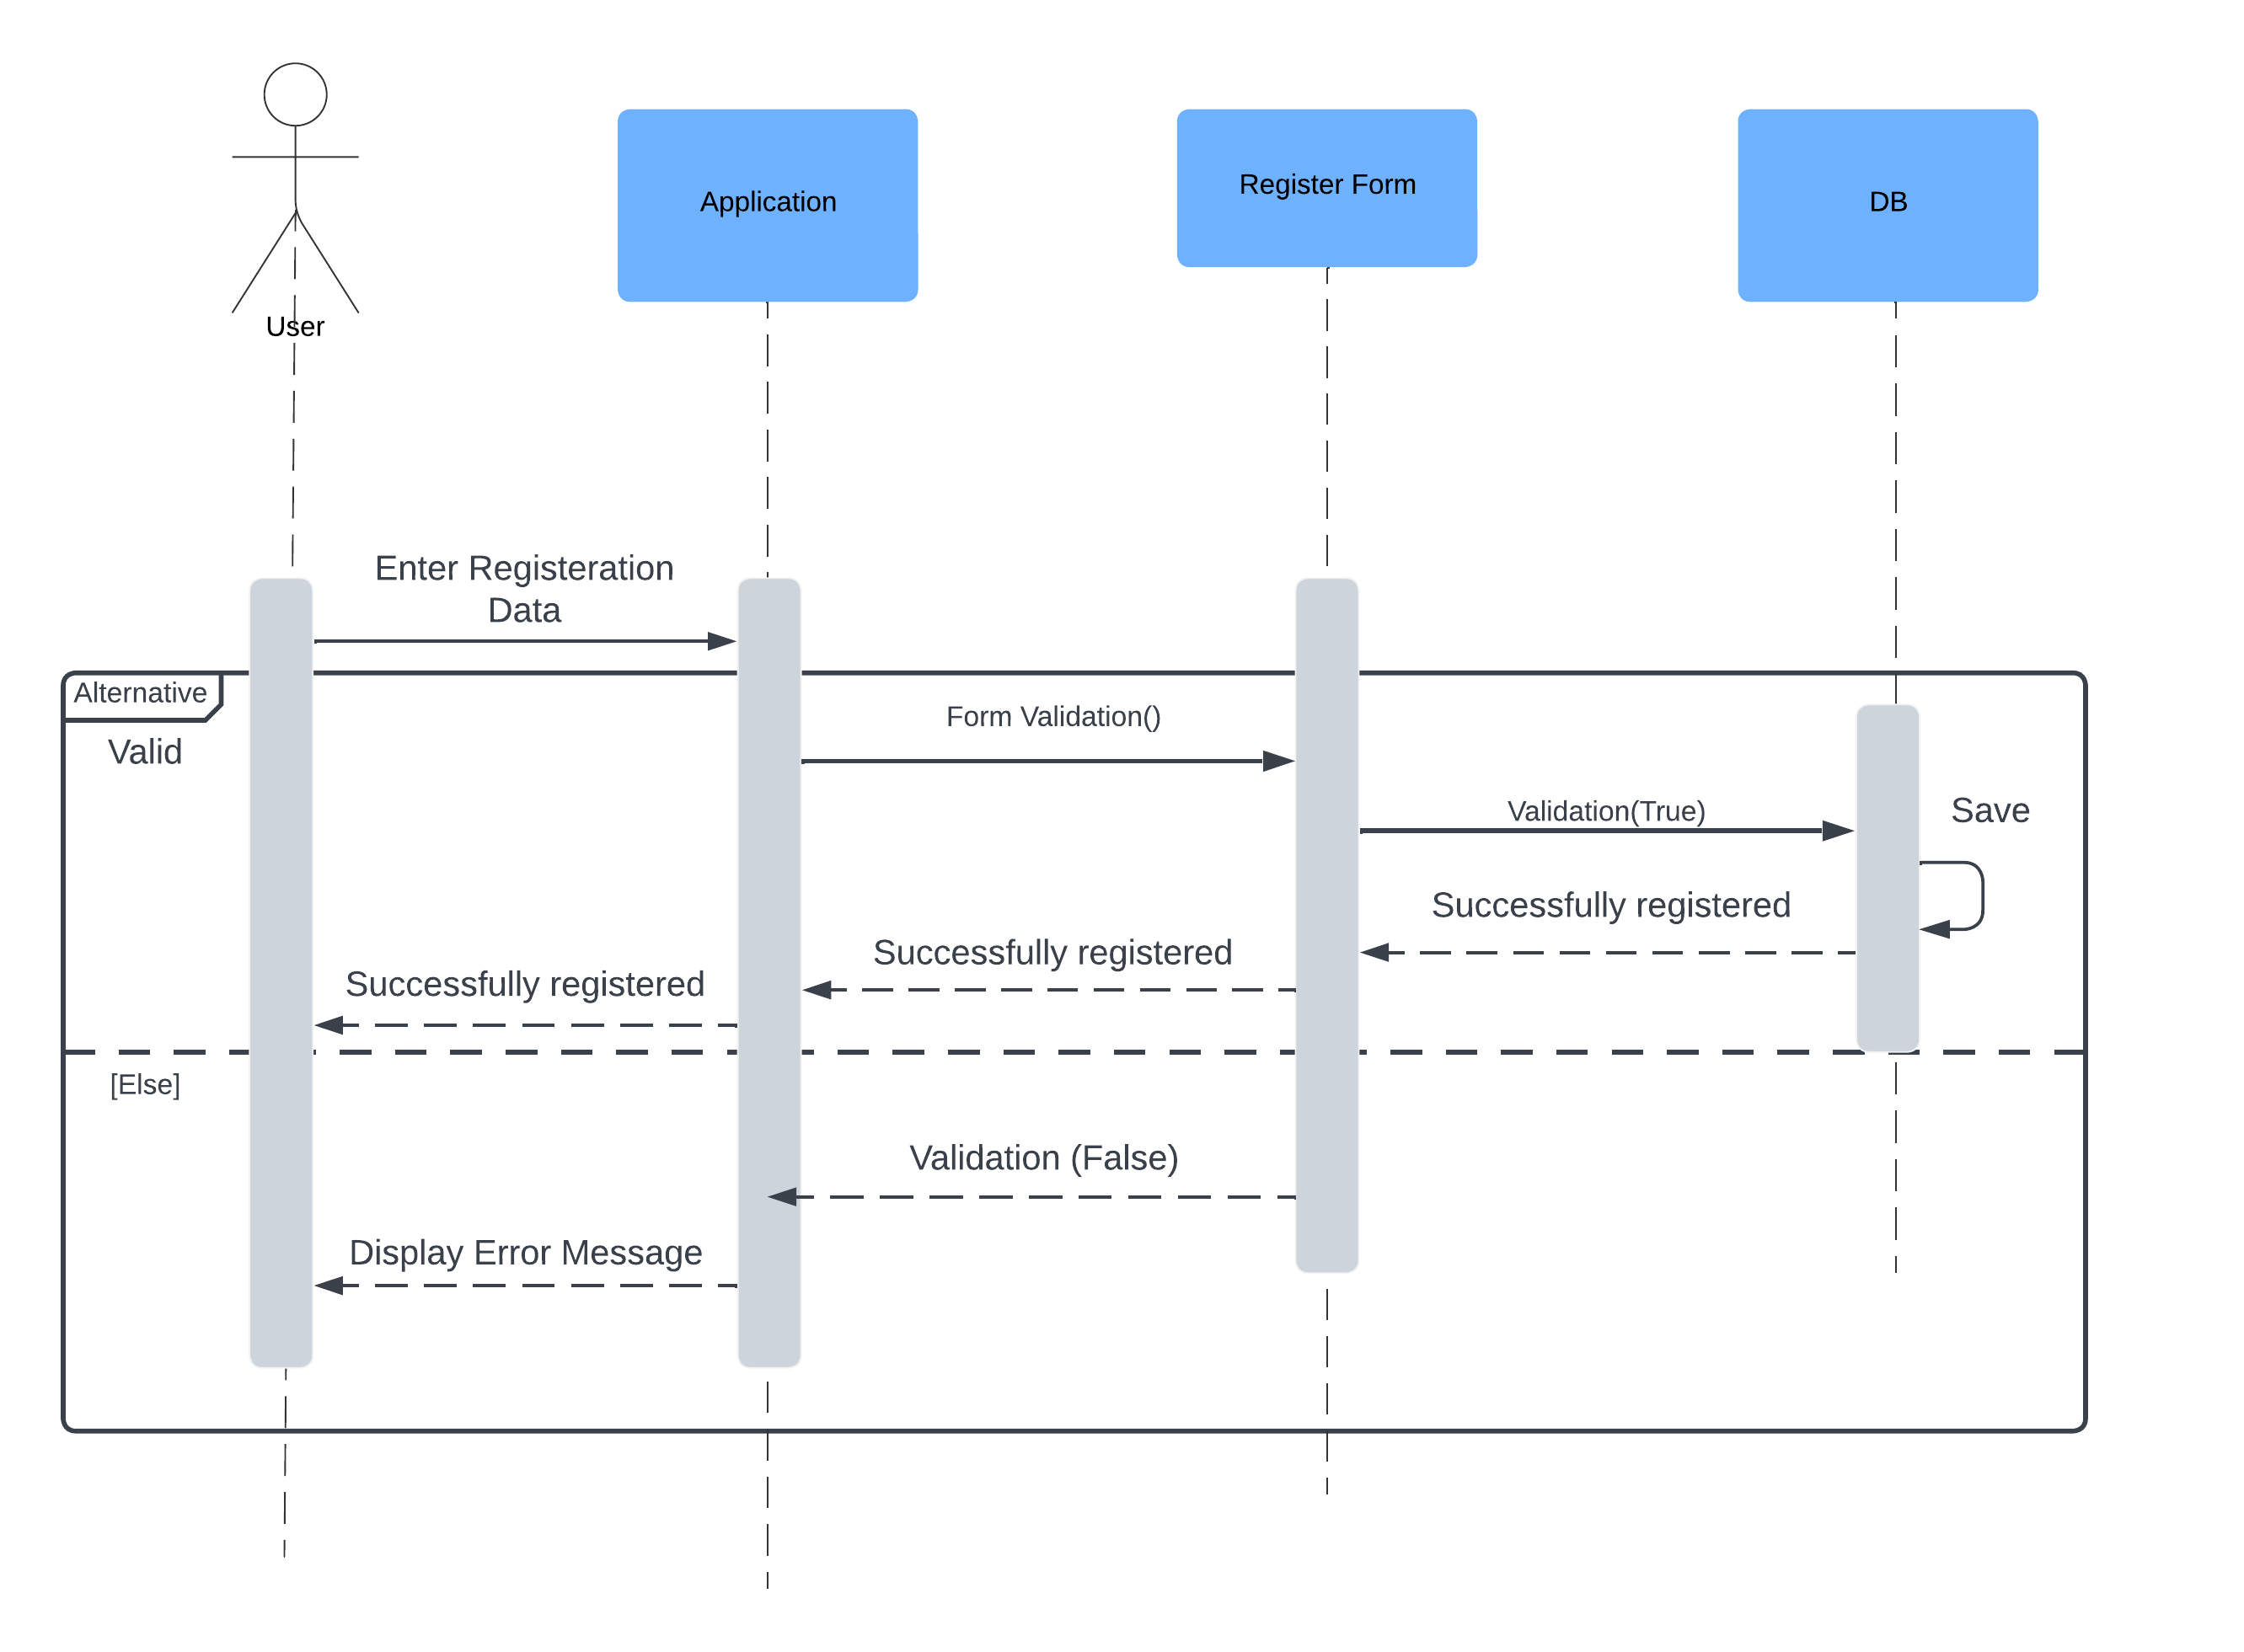 User
Application
Register Form
DB
Enter Registeration
Data
Alternative
Valid
Form Validation()
Validation(True)
Save
Successfully registered
Successfully registered
Successfully registered
[Else]
Validation (False)
Display Error Message